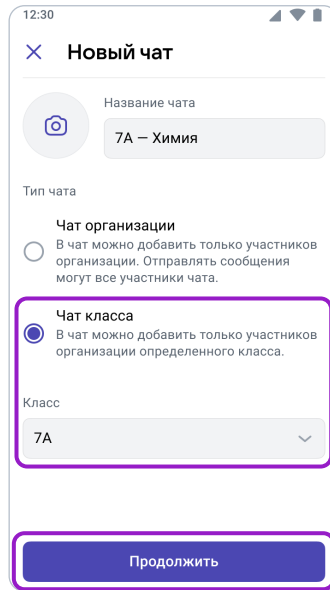 12:30
Новый чат
Название чата
7А — Химия
Тип чата
Чат организации
В чат можно добавить только участников
организации. Отправлять сообщения
могут все участники чата.
Чат класса
В чат можно добавить только участников
организации определенного класса.
Класс
7А
Продолжить